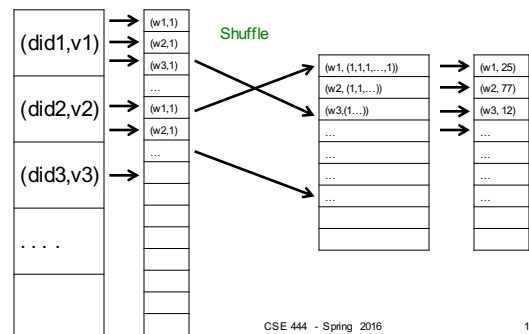 (did1,v1)
(did2,v2)
(did3,v3)
. . . .
(w1,1)
(w2,1)
(w3,1)
...
(w1,1)
(w2,1)
...
Shuffle
(w1, (1,1,1,...,1))
(w2, (1,1,...))
(w3,(1...))
...
...
...
...
(w1, 25)
(w2, 77)
(w3, 12)
...
...
...
...
CSE 444 - Spring 2016
1